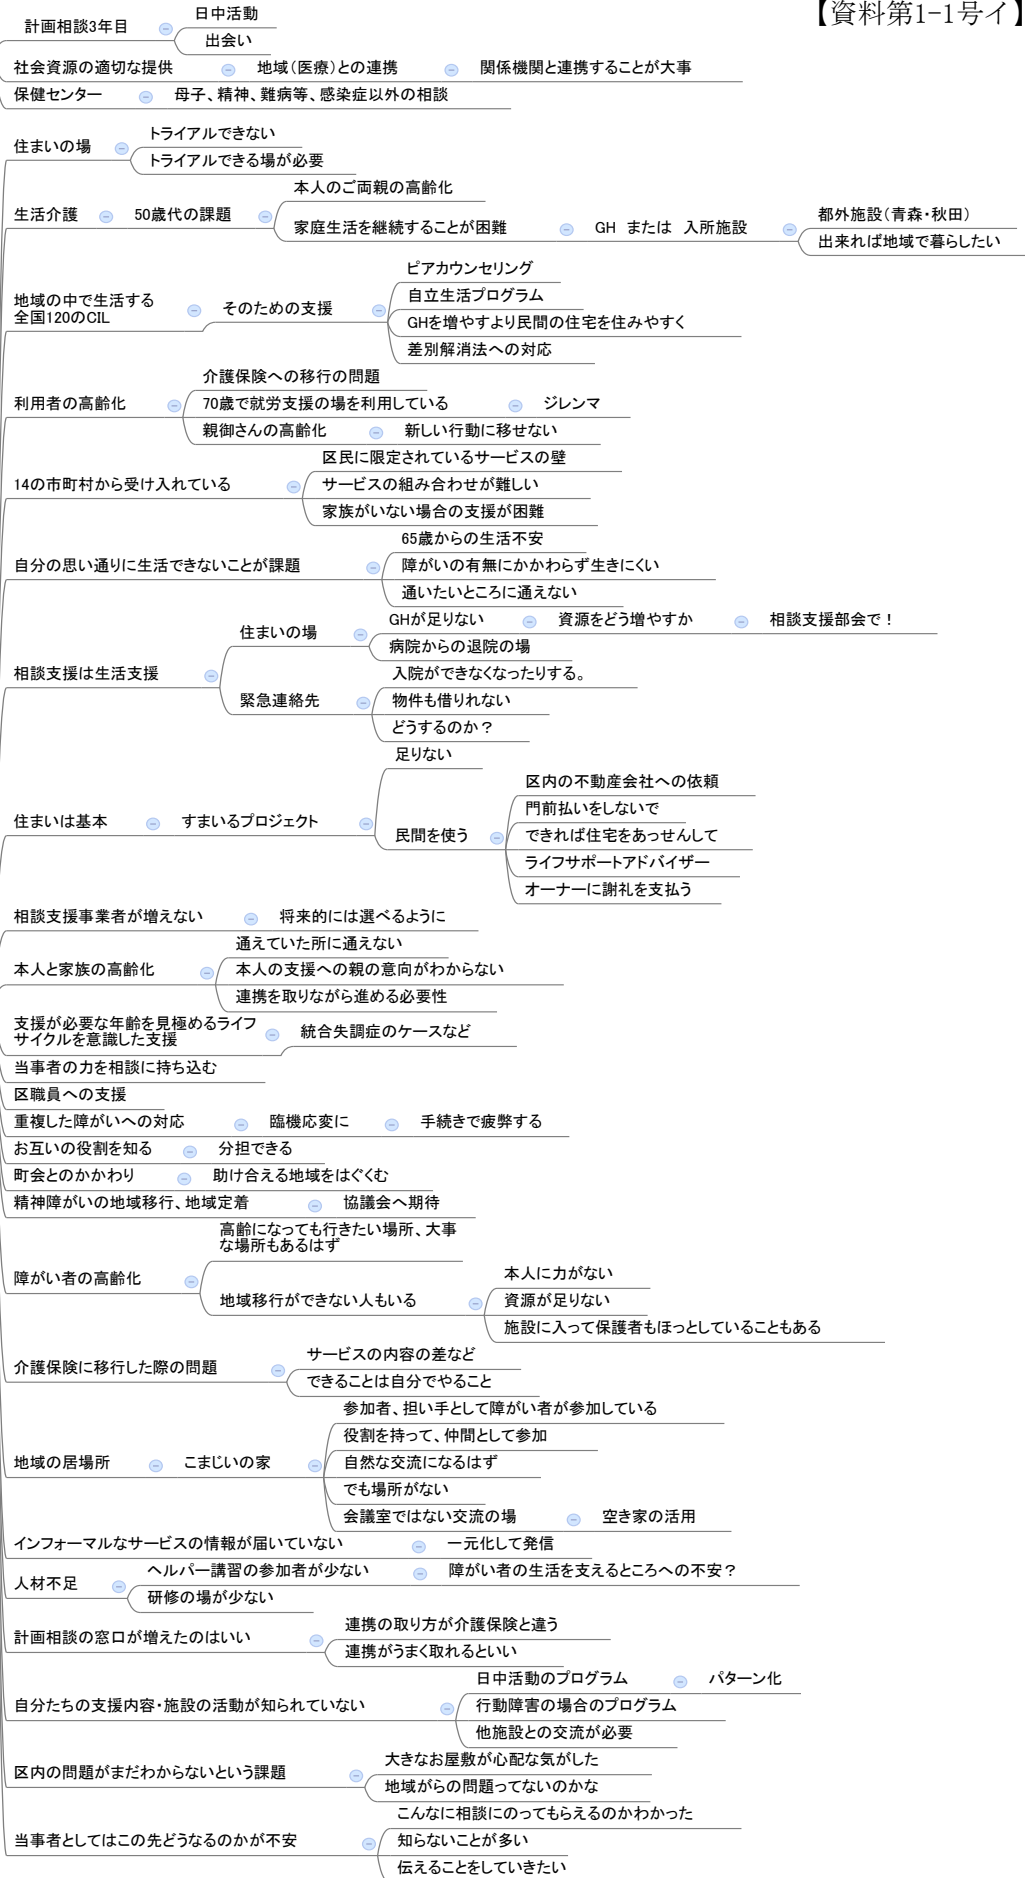 【資料第1-1号イ】
計画相談3年目
日中活動
出会い
社会資源の適切な提供
地域(医療)との連携
関係機関と連携することが大事
保健センター
母子、精神、難病等、感染症以外の相談
住まいの場
トライアルできない
トライアルできる場が必要
生活介護
50歳代の課題
本人のご両親の高齢化
家庭生活を継続することが困難
GH または 入所施設
都外施設(青森・秋田)
出来れば地域で暮らしたい
地域の中で生活する
全国120のCIL
そのための支援
ピアカウンセリング
自立生活プログラム
GHを増やすより民間の住宅を住みやすく
差別解消法への対応
利用者の高齢化
介護保険への移行の問題
70歳で就労支援の場を利用している
ジレンマ
親御さんの高齢化
新しい行動に移せない
14の市町村から受け入れている
区民に限定されているサービスの壁
サービスの組み合わせが難しい
家族がいない場合の支援が困難
自分の思い通りに生活できないことが課題
65歳からの生活不安
障がいの有無にかかわらず生きにくい
通いたいところに通えない
相談支援は生活支援
住まいの場
GHが足りない
資源をどう増やすか
相談支援部会で!
病院からの退院の場
緊急連絡先
入院ができなくなったりする。
物件も借りれない
どうするのか?
住まいは基本
すまいるプロジェクト
足りない
民間を使う
区内の不動産会社への依頼
門前払いをしないで
できれば住宅をあっせんして
ライフサポートアドバイザー
オーナーに謝礼を支払う
相談支援事業者が増えない
将来的には選べるように
本人と家族の高齢化
通えていた所に通えない
本人の支援への親の意向がわからない
連携を取りながら進める必要性
支援が必要な年齢を見極めるライフ
サイクルを意識した支援
統合失調症のケースなど
当事者の力を相談に持ち込む
区職員への支援
重複した障がいへの対応
臨機応変に
手続きで疲弊する
お互いの役割を知る
分担できる
町会とのかかわり
助け合える地域をはぐくむ
精神障がいの地域移行、地域定着
協議会へ期待
障がい者の高齢化
高齢になっても行きたい場所、大事
な場所もあるはず
地域移行ができない人もいる
本人に力がない
資源が足りない
施設に入って保護者もほっとしていることもある
介護保険に移行した際の問題
サービスの内容の差など
できることは自分でやること
地域の居場所
こまじいの家
参加者、担い手として障がい者が参加している
役割を持って、仲間として参加
自然な交流になるはず
でも場所がない
会議室ではない交流の場
空き家の活用
インフォーマルなサービスの情報が届いていない
一元化して発信
人材不足
ヘルパー講習の参加者が少ない
障がい者の生活を支えるところへの不安?
研修の場が少ない
計画相談の窓口が増えたのはいい
連携の取り方が介護保険と違う
連携がうまく取れるといい
自分たちの支援内容・施設の活動が知られていない
日中活動のプログラム
パターン化
行動障害の場合のプログラム
他施設との交流が必要
区内の問題がまだわからないという課題
大きなお屋敷が心配な気がした
地域がらの問題ってないのかな
当事者としてはこの先どうなるのかが不安
こんなに相談にのってもらえるのかわかった
知らないことが多い
伝えることをしていきたい